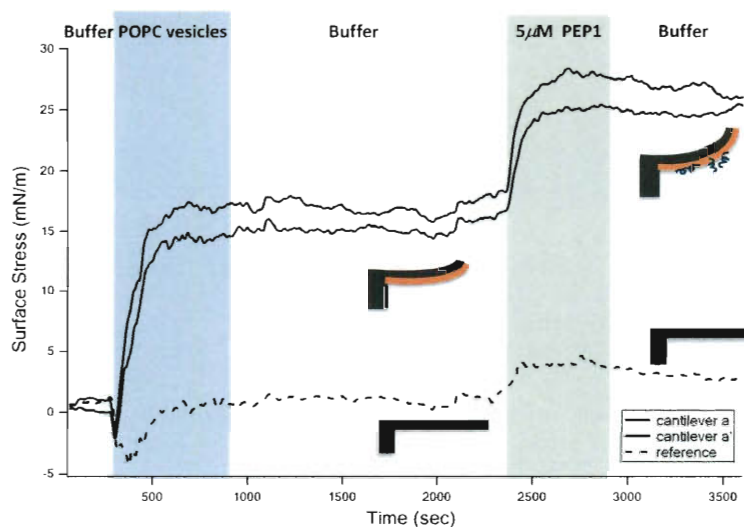 Buffer POPC vesicles Buffer 5μM PEP1 Buffer
30
25
20
15
10
5
0
-5
Surface Stress (mN/m)
500 1000 1500 2000 2500 3000 3500
Time (sec)
cantilever a
cantilever a'
reference